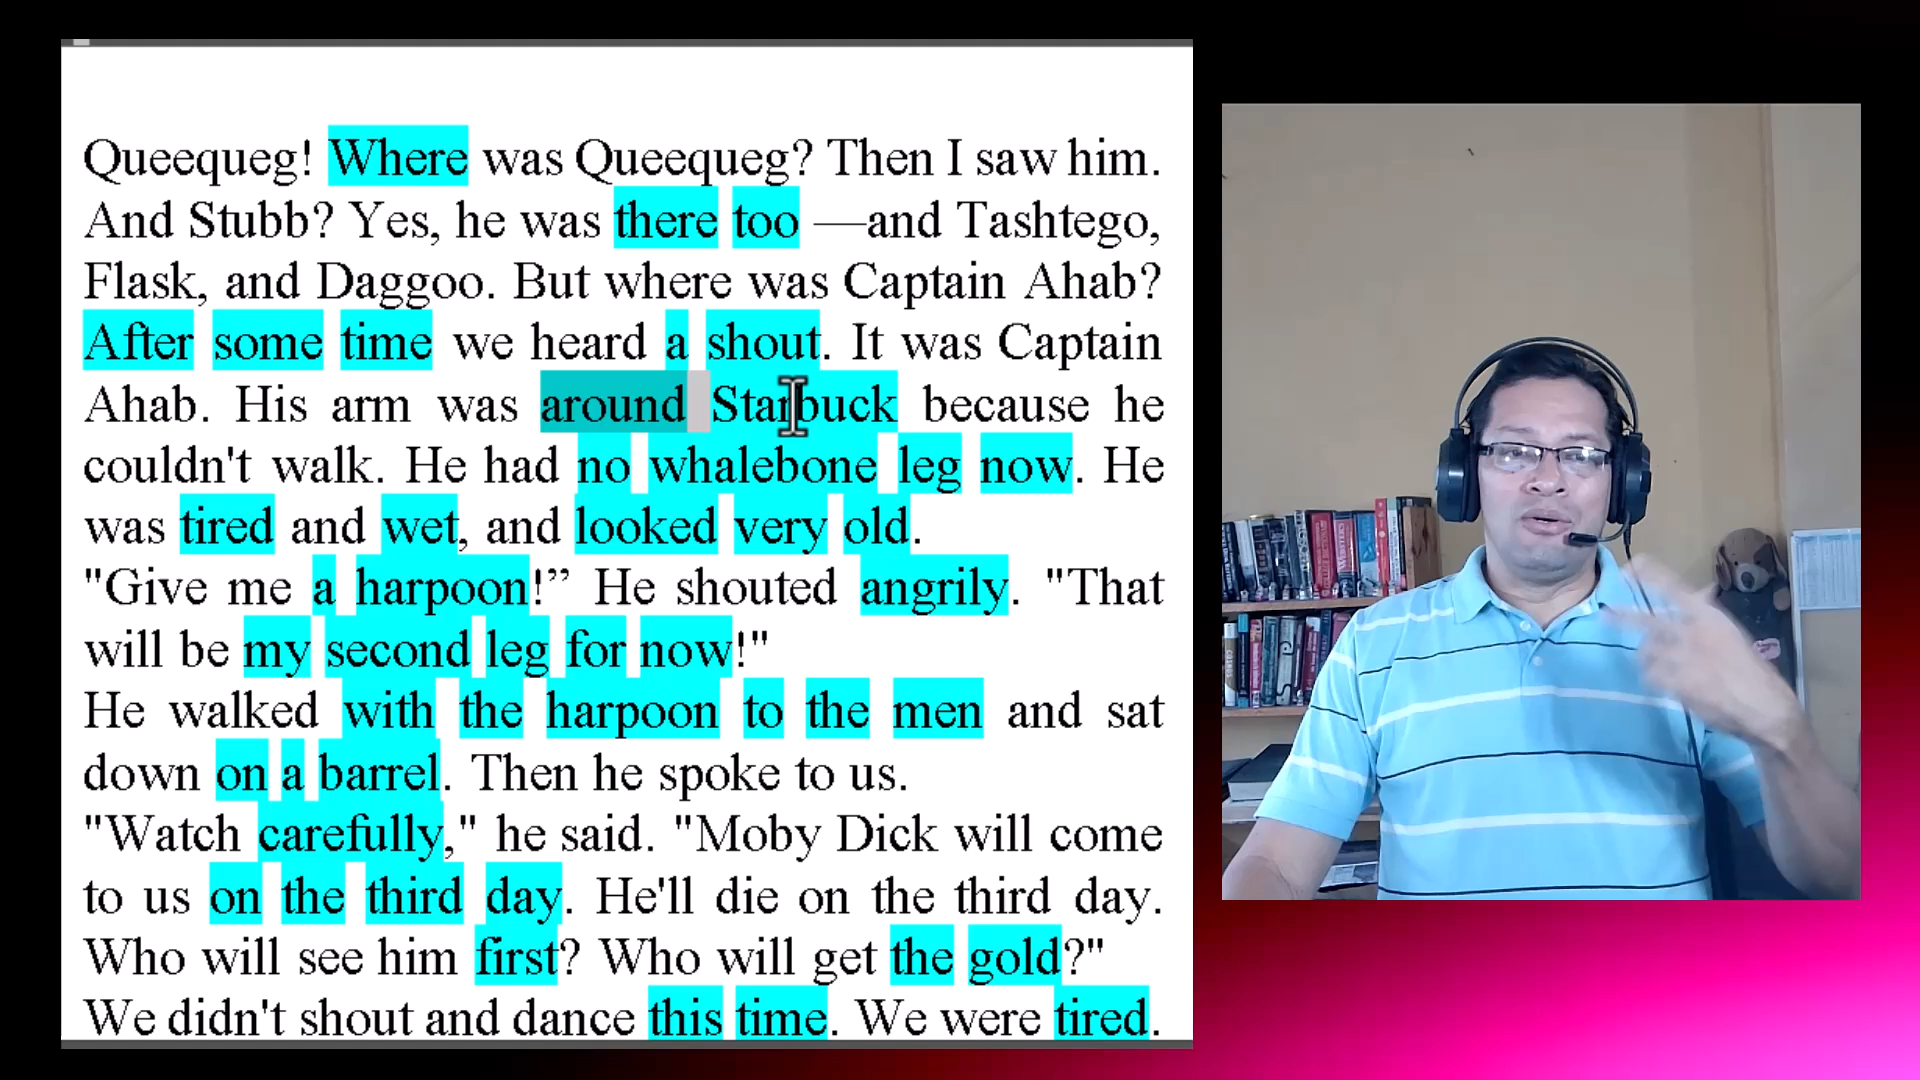 Queequeg! Where was Queequeg? Then I saw him.
And Stubb? Yes, he was there too —and Tashtego,
Flask, and Daggoo. But where was Captain Ahab?
After some time we heard a shout. It was Captain
Ahab. His arm was around Starbuck because he
couldn't walk. He had no whalebone leg now. He
was tired and wet, and looked very old.
"Give me a harpoon!” He shouted angrily. "That
will be my second leg for now!"
He walked with the harpoon to the men and sat
down on a barrel. Then he spoke to us.
"Watch carefully," he said. "Moby Dick will come
to us on the third day. He'll die on the third day.
Who will see him first? Who will get the gold?"
We didn't shout and dance this time. We were tired.